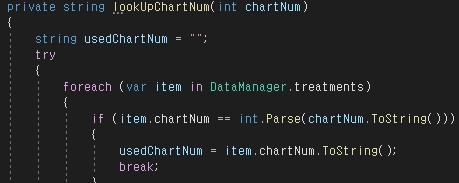 private string lookUpChartNum(int chartNum)
{
string usedChartNum = "";
try
{
foreach (var item in DataManager.treatments)
{
if (item.chartNum == int.Parse(chartNum.ToString()))
{
usedChartNum = item.chartNum.ToString();
break;
}